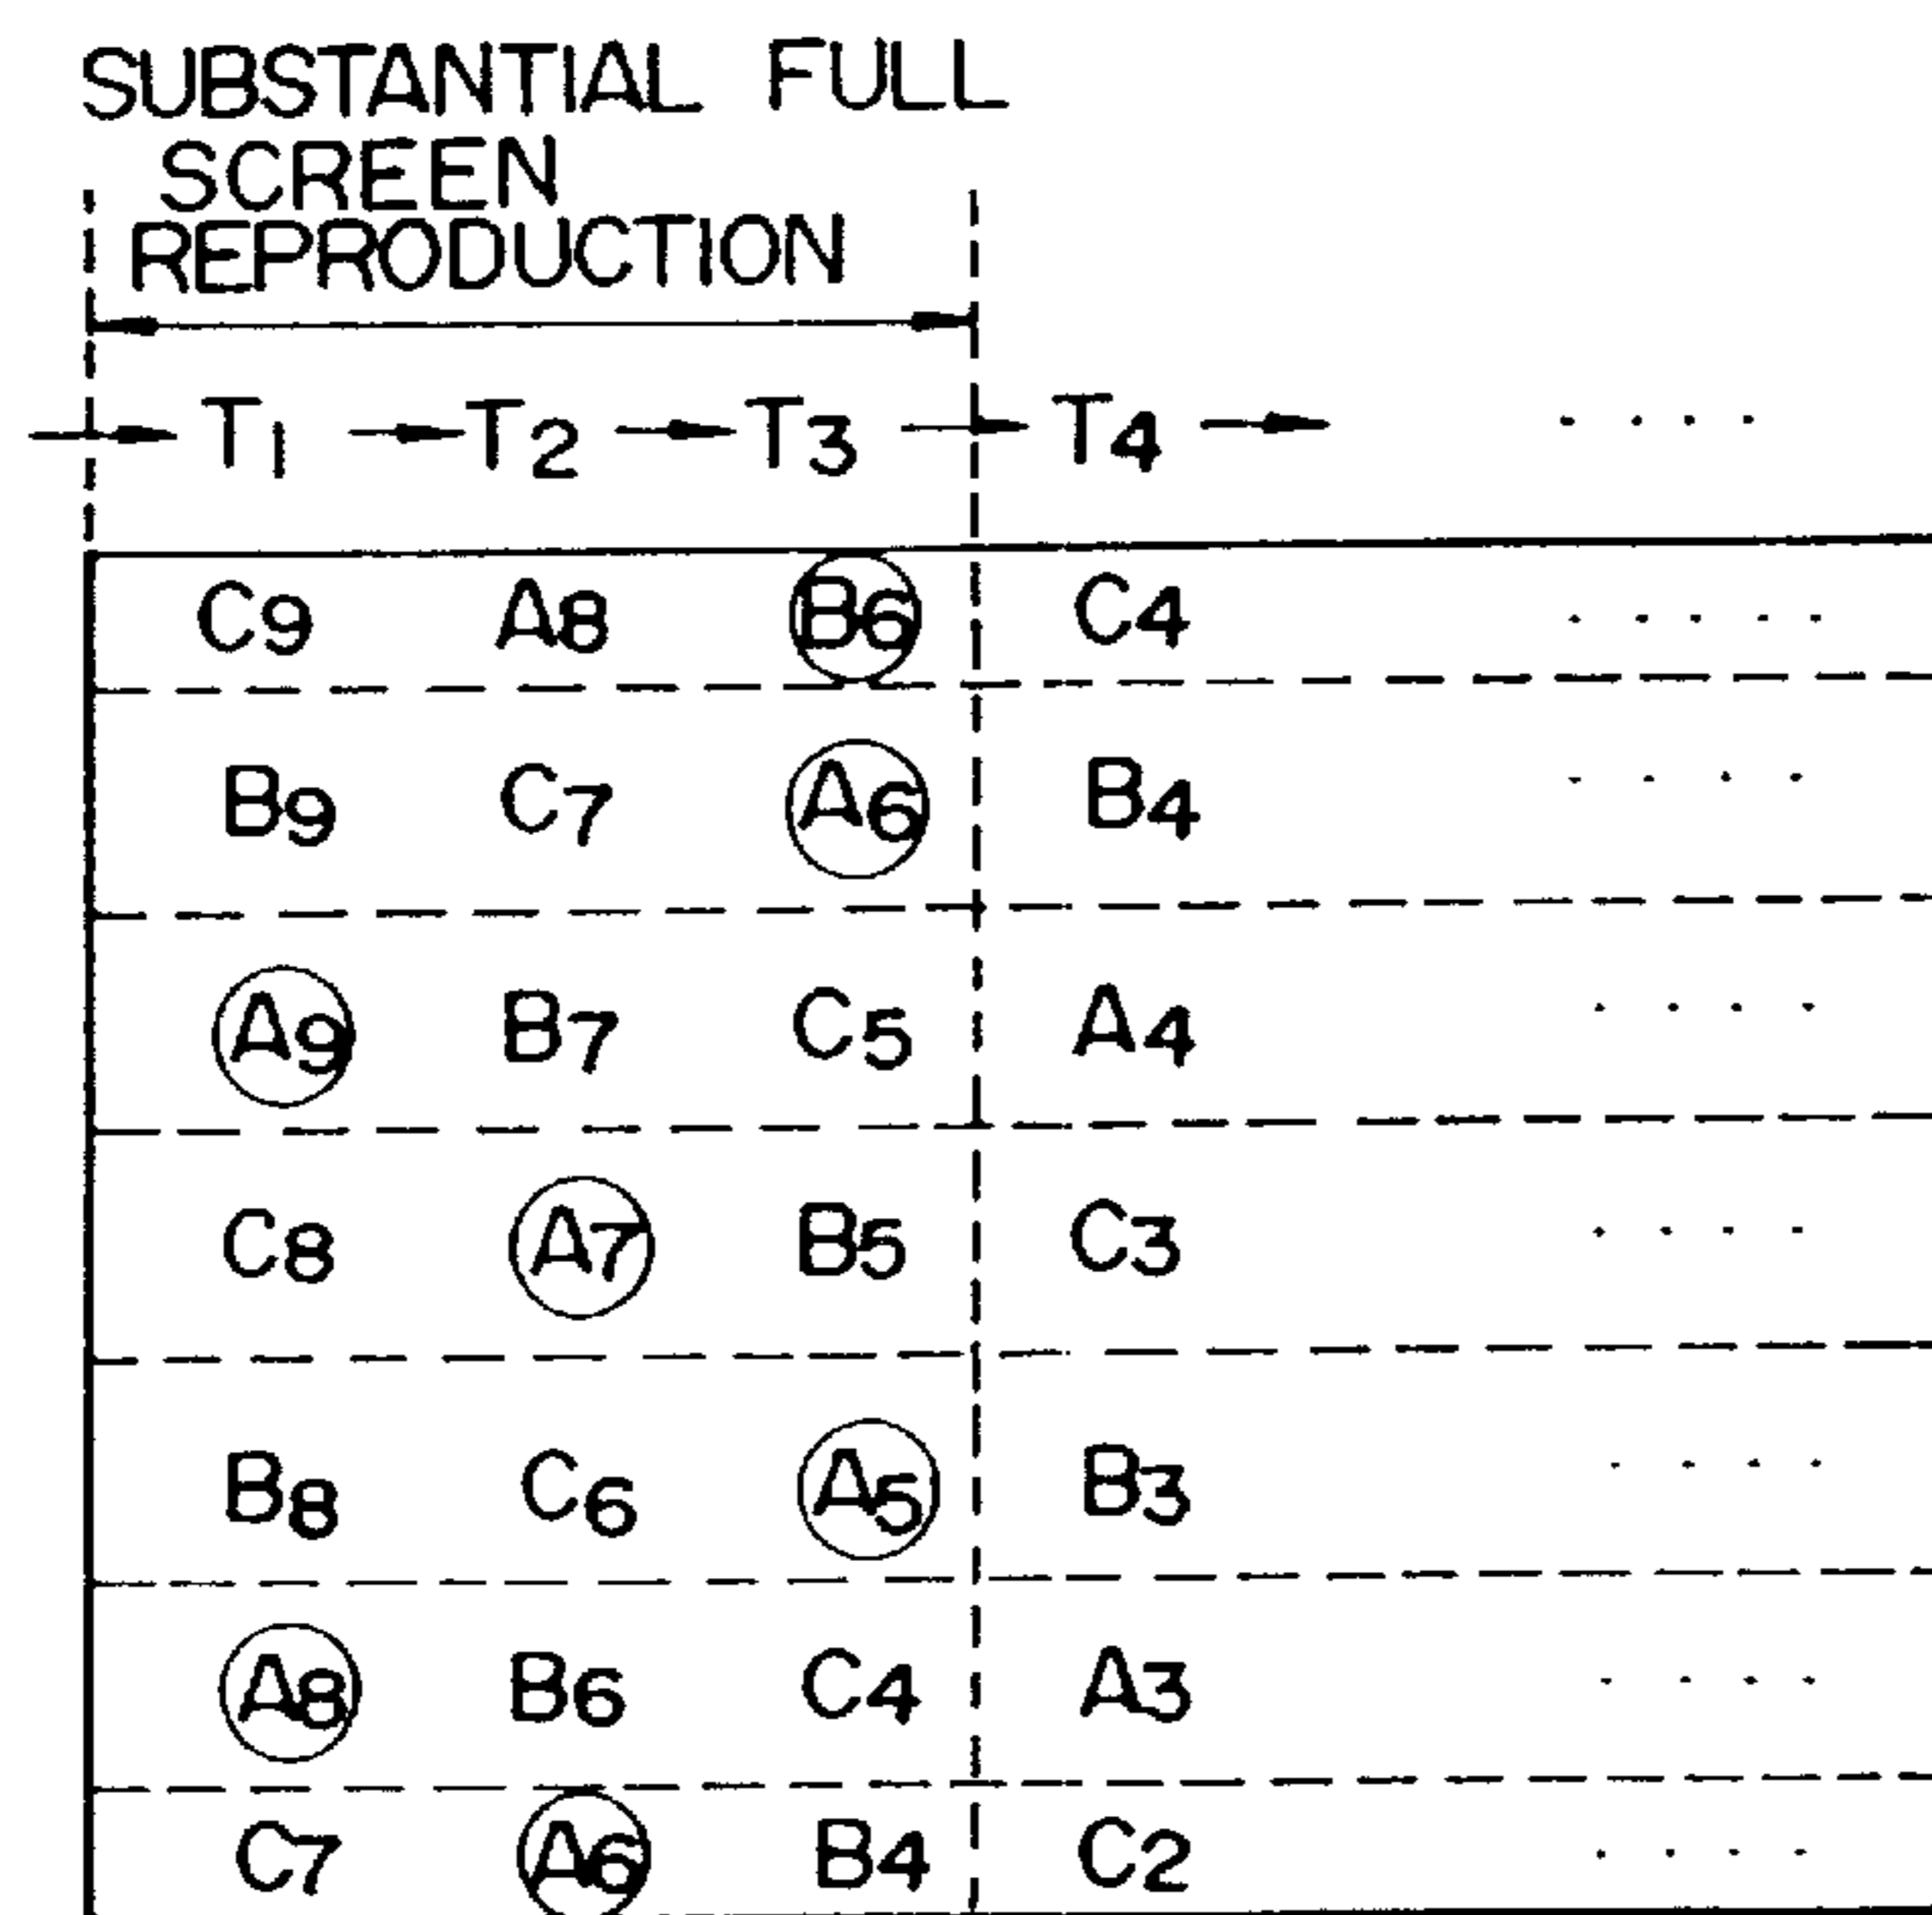 SUBSTANTIAL FULL
SCREEN
REPRODUCTION
T1 T2 T3 T4 . . . .
C9 A8 B6 C4 . . . . .
B9 C7 A6 B4 . . . .
A9 B7 C5 A4 . . . .
C8 A7 B5 C3 . . . .
B8 C6 A5 B3 . . . .
A8 B6 C4 A3 . . . .
C7 A6 B4 C2 . . . .